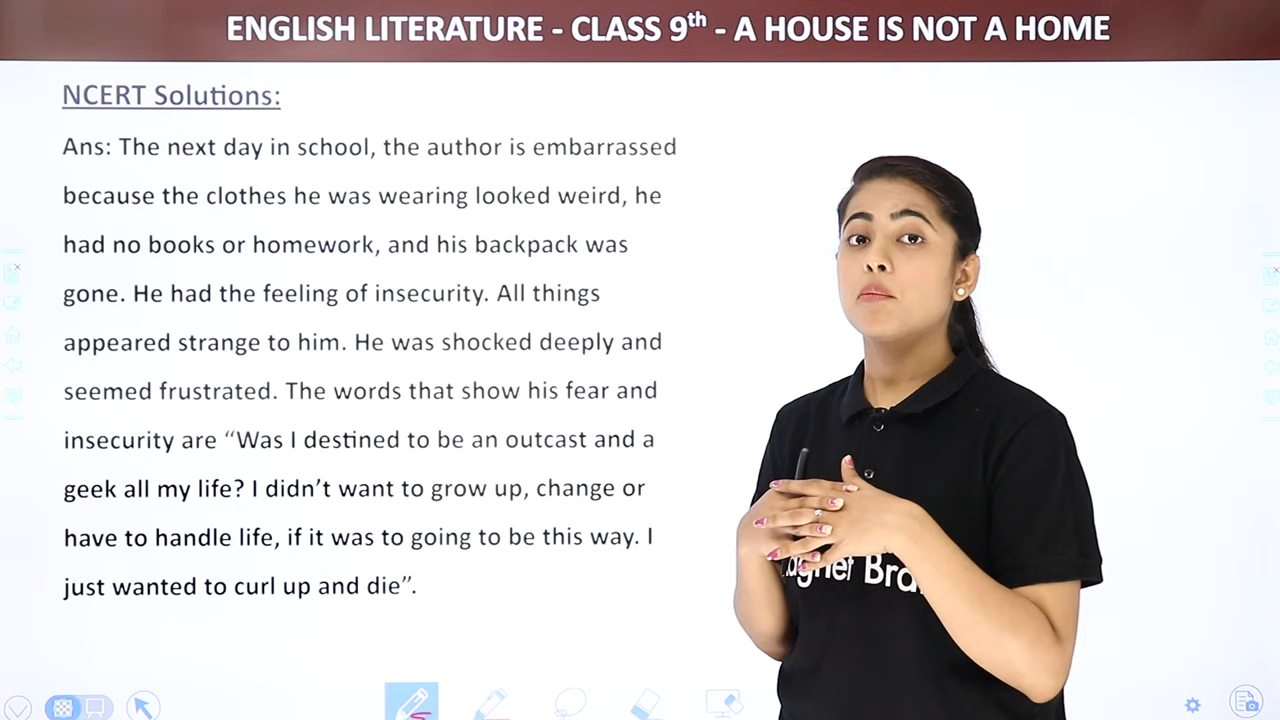 ENGLISH LITERATURE - CLASS 9th - A HOUSE IS NOT A HOME
NCERT Solutions:
Ans: The next day in school, the author is embarrassed
because the clothes he was wearing looked weird, he
had no books or homework, and his backpack was
gone. He had the feeling of insecurity. All things
appeared strange to him. He was shocked deeply and
seemed frustrated. The words that show his fear and
insecurity are “Was I destined to be an outcast and a
geek all my life? I didn’t want to grow up, change or
have to handle life, if it was to going to be this way. I
just wanted to curl up and die”.